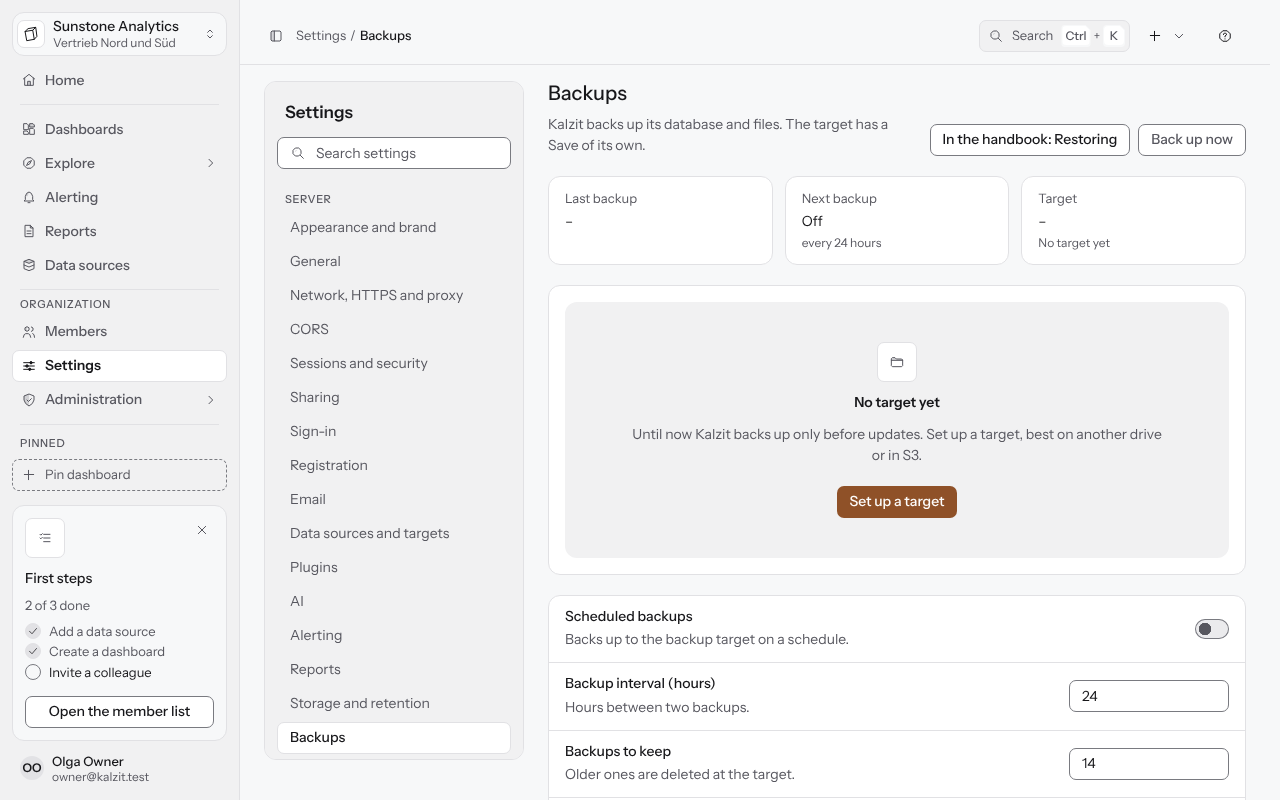 Sunstone Analytics
Vertrieb Nord und Süd
Home
Dashboards
Explore
Alerting
Reports
Data sources
ORGANIZATION
Members
Settings
Administration
PINNED
Pin dashboard
First steps
2 of 3 done
Add a data source
Create a dashboard
Invite a colleague
Open the member list
OO
Olga Owner
owner@kalzit.test
Settings / Backups
Search Ctrl + K
Settings
Search settings
SERVER
Appearance and brand
General
Network, HTTPS and proxy
CORS
Sessions and security
Sharing
Sign-in
Registration
Email
Data sources and targets
Plugins
AI
Alerting
Reports
Storage and retention
Backups
Backups
Kalzit backs up its database and files. The target has a
Save of its own.
In the handbook: Restoring
Back up now
Last backup
–
Next backup
Off
every 24 hours
Target
–
No target yet
No target yet
Until now Kalzit backs up only before updates. Set up a target, best on another drive
or in S3.
Set up a target
Scheduled backups
Backs up to the backup target on a schedule.
Backup interval (hours)
Hours between two backups.
24
Backups to keep
Older ones are deleted at the target.
14